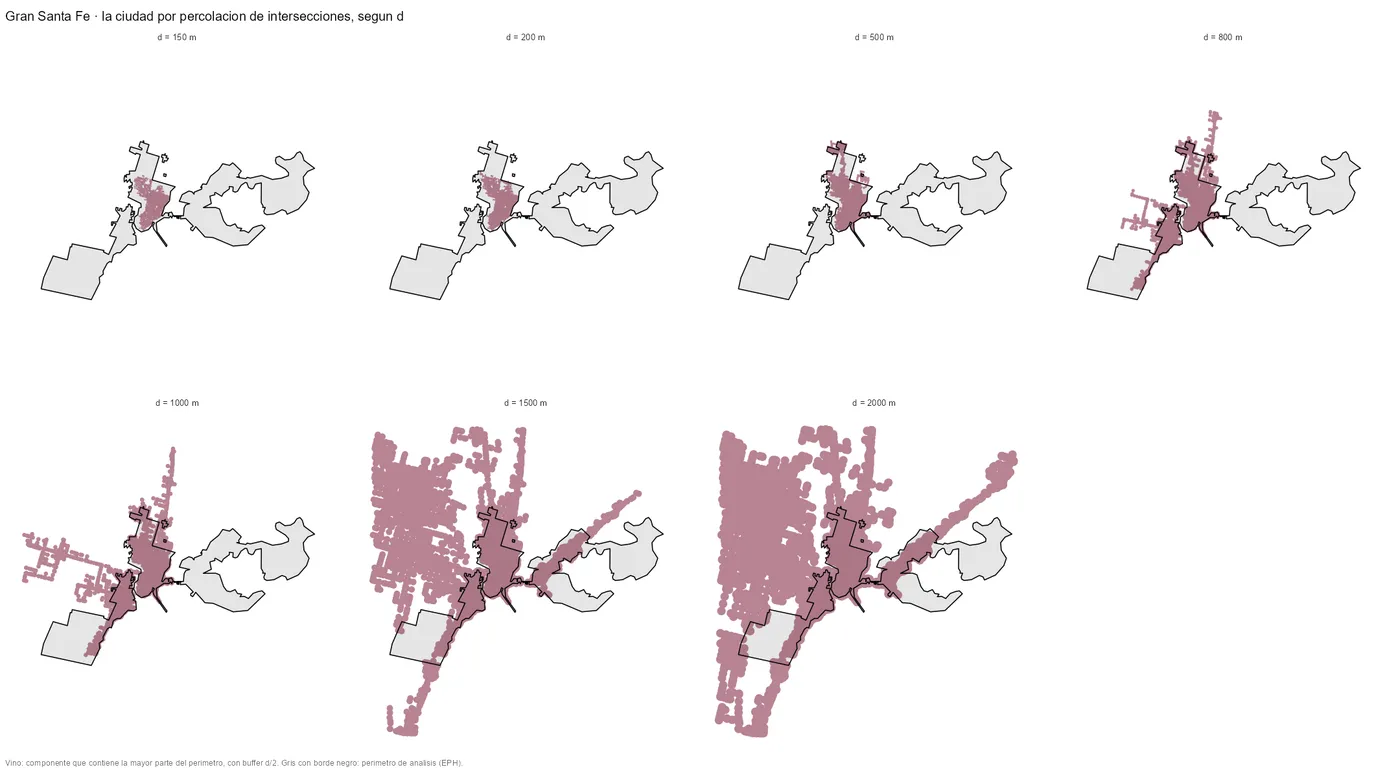 Gran Santa Fe · la ciudad por percolacion de intersecciones, segun d
d = 150 m
d = 200 m
d = 500 m
d = 800 m
d = 1000 m
d = 1500 m
d = 2000 m
Vino: componente que contiene la mayor parte del perimetro, con buffer d/2. Gris con borde negro: perimetro de analisis (EPH).